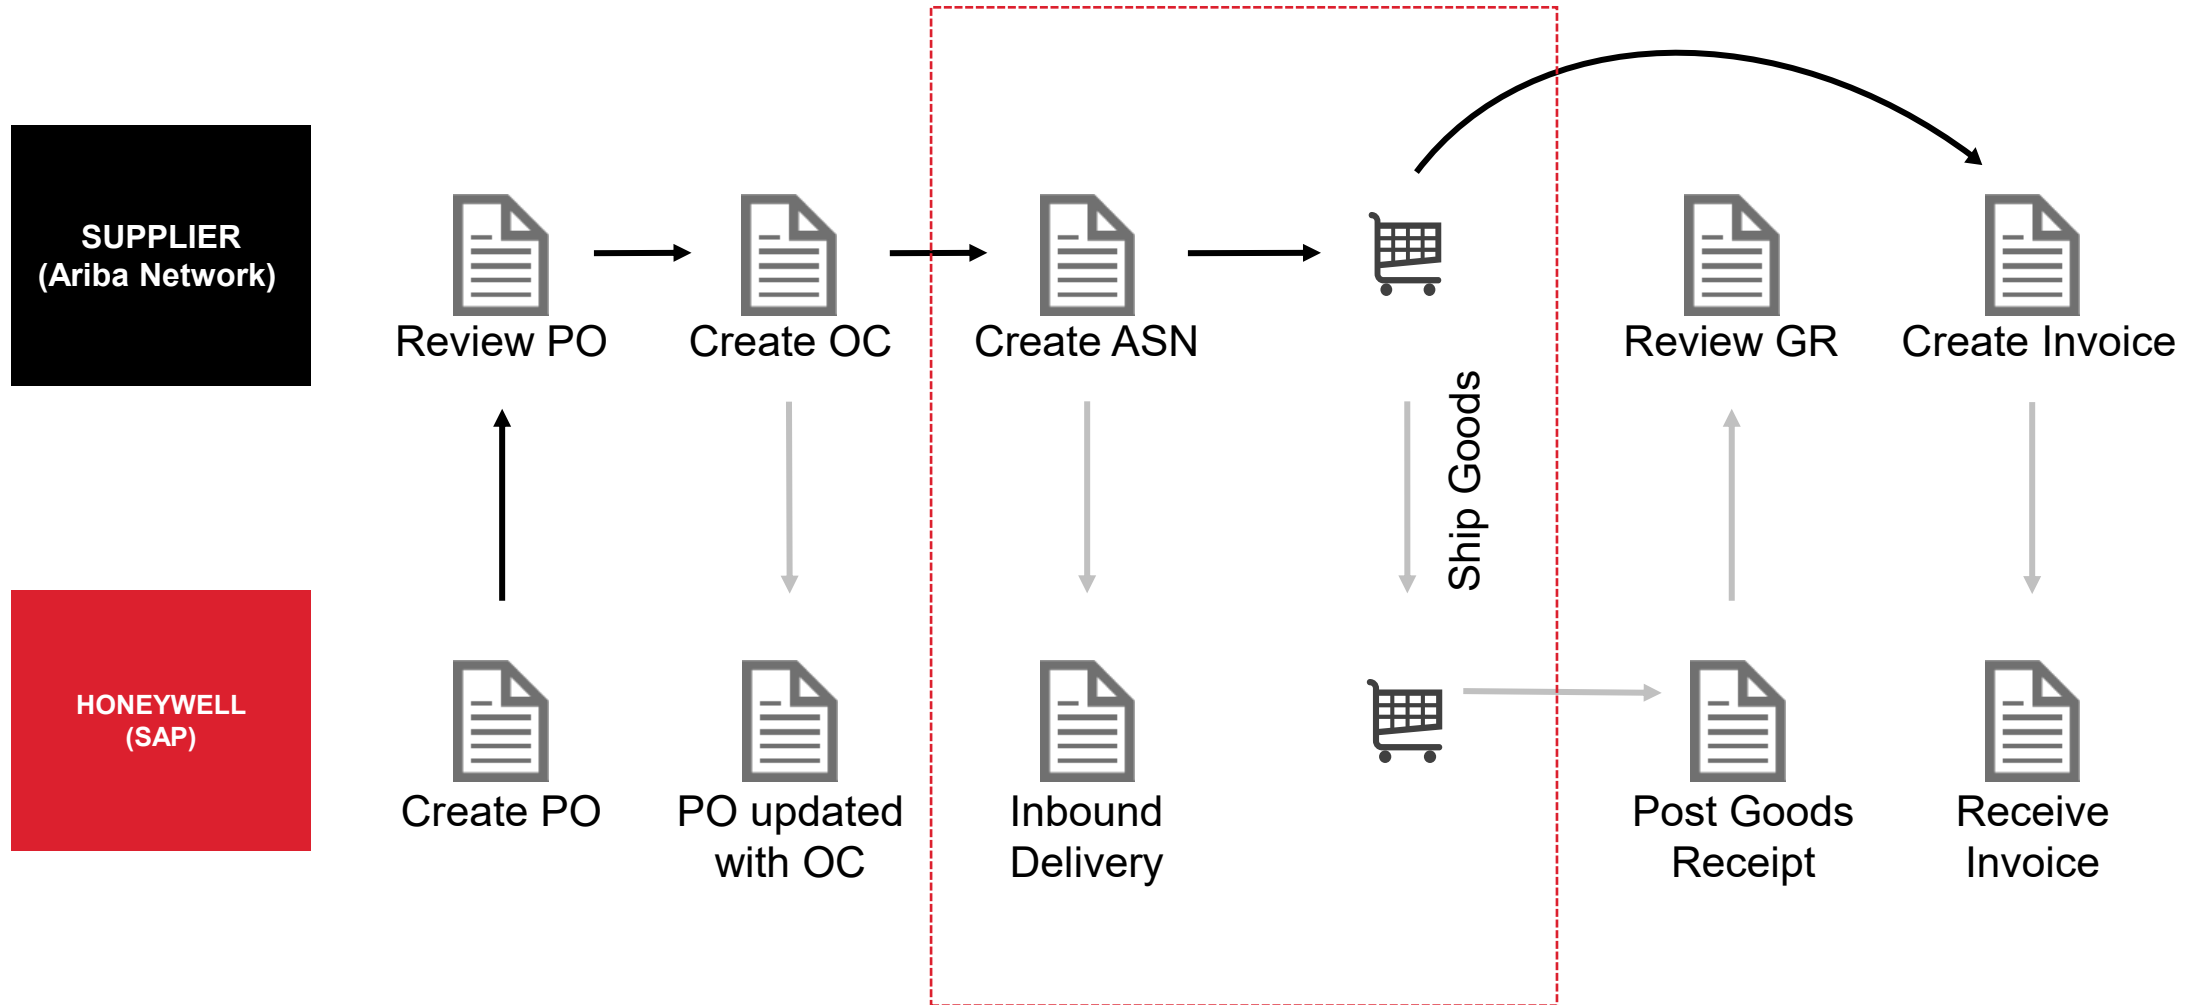 SUPPLIER
(Ariba Network)
Review PO
Create OC
Create ASN
Ship Goods
Review GR
Create Invoice
HONEYWELL
(SAP)
Create PO
PO updated
with OC
Inbound
Delivery
Post Goods
Receipt
Receive
Invoice